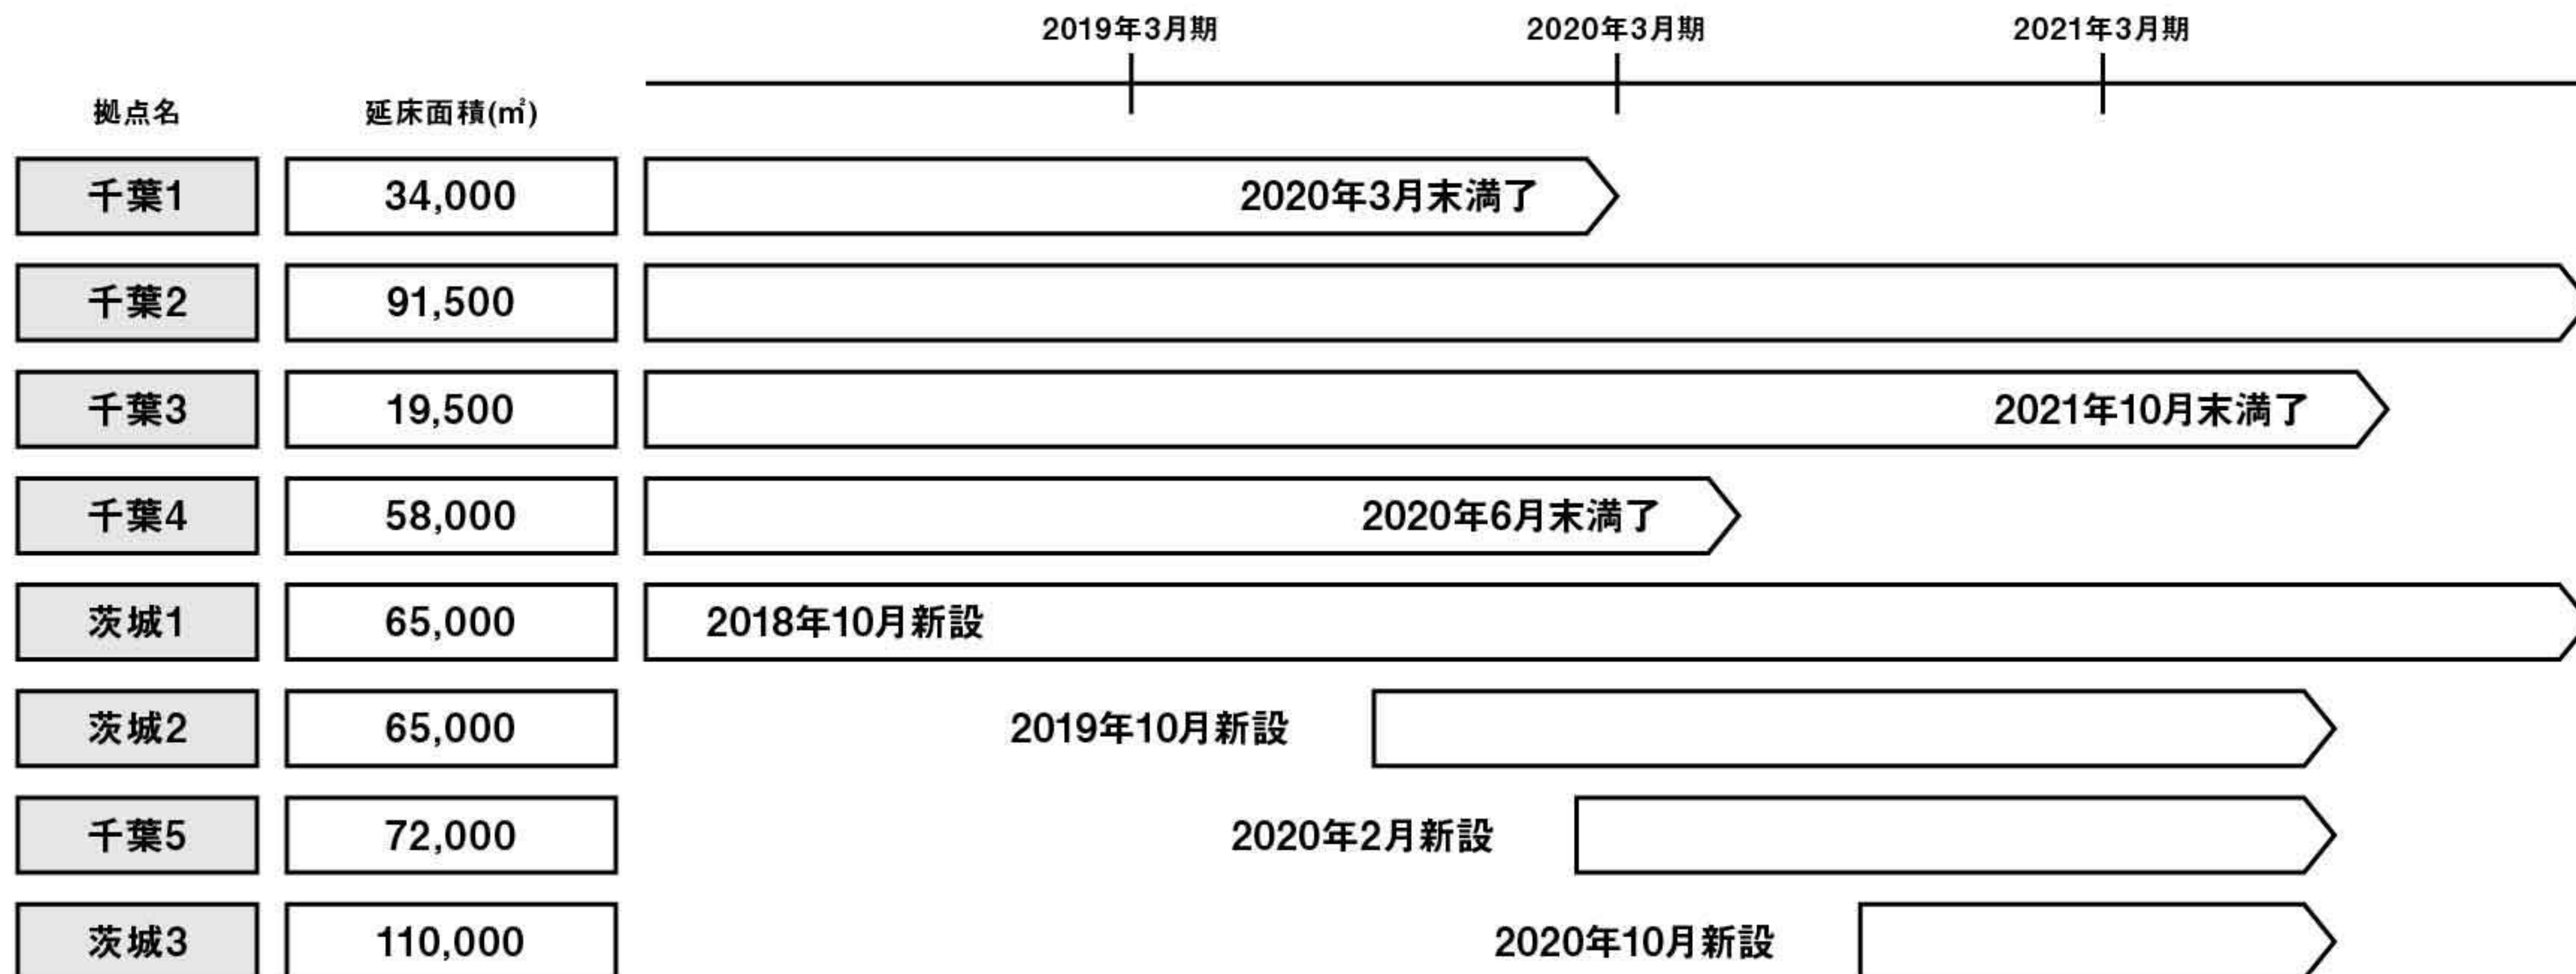 2019年3月期 2020年3月期 2021年3月期
拠点名 延床面積(㎡)
千葉1 34,000 2020年3月末満了
千葉2 91,500
千葉3 19,500 2021年10月末満了
千葉4 58,000 2020年6月末満了
茨城1 65,000 2018年10月新設
茨城2 65,000 2019年10月新設
千葉5 72,000 2020年2月新設
茨城3 110,000 2020年10月新設